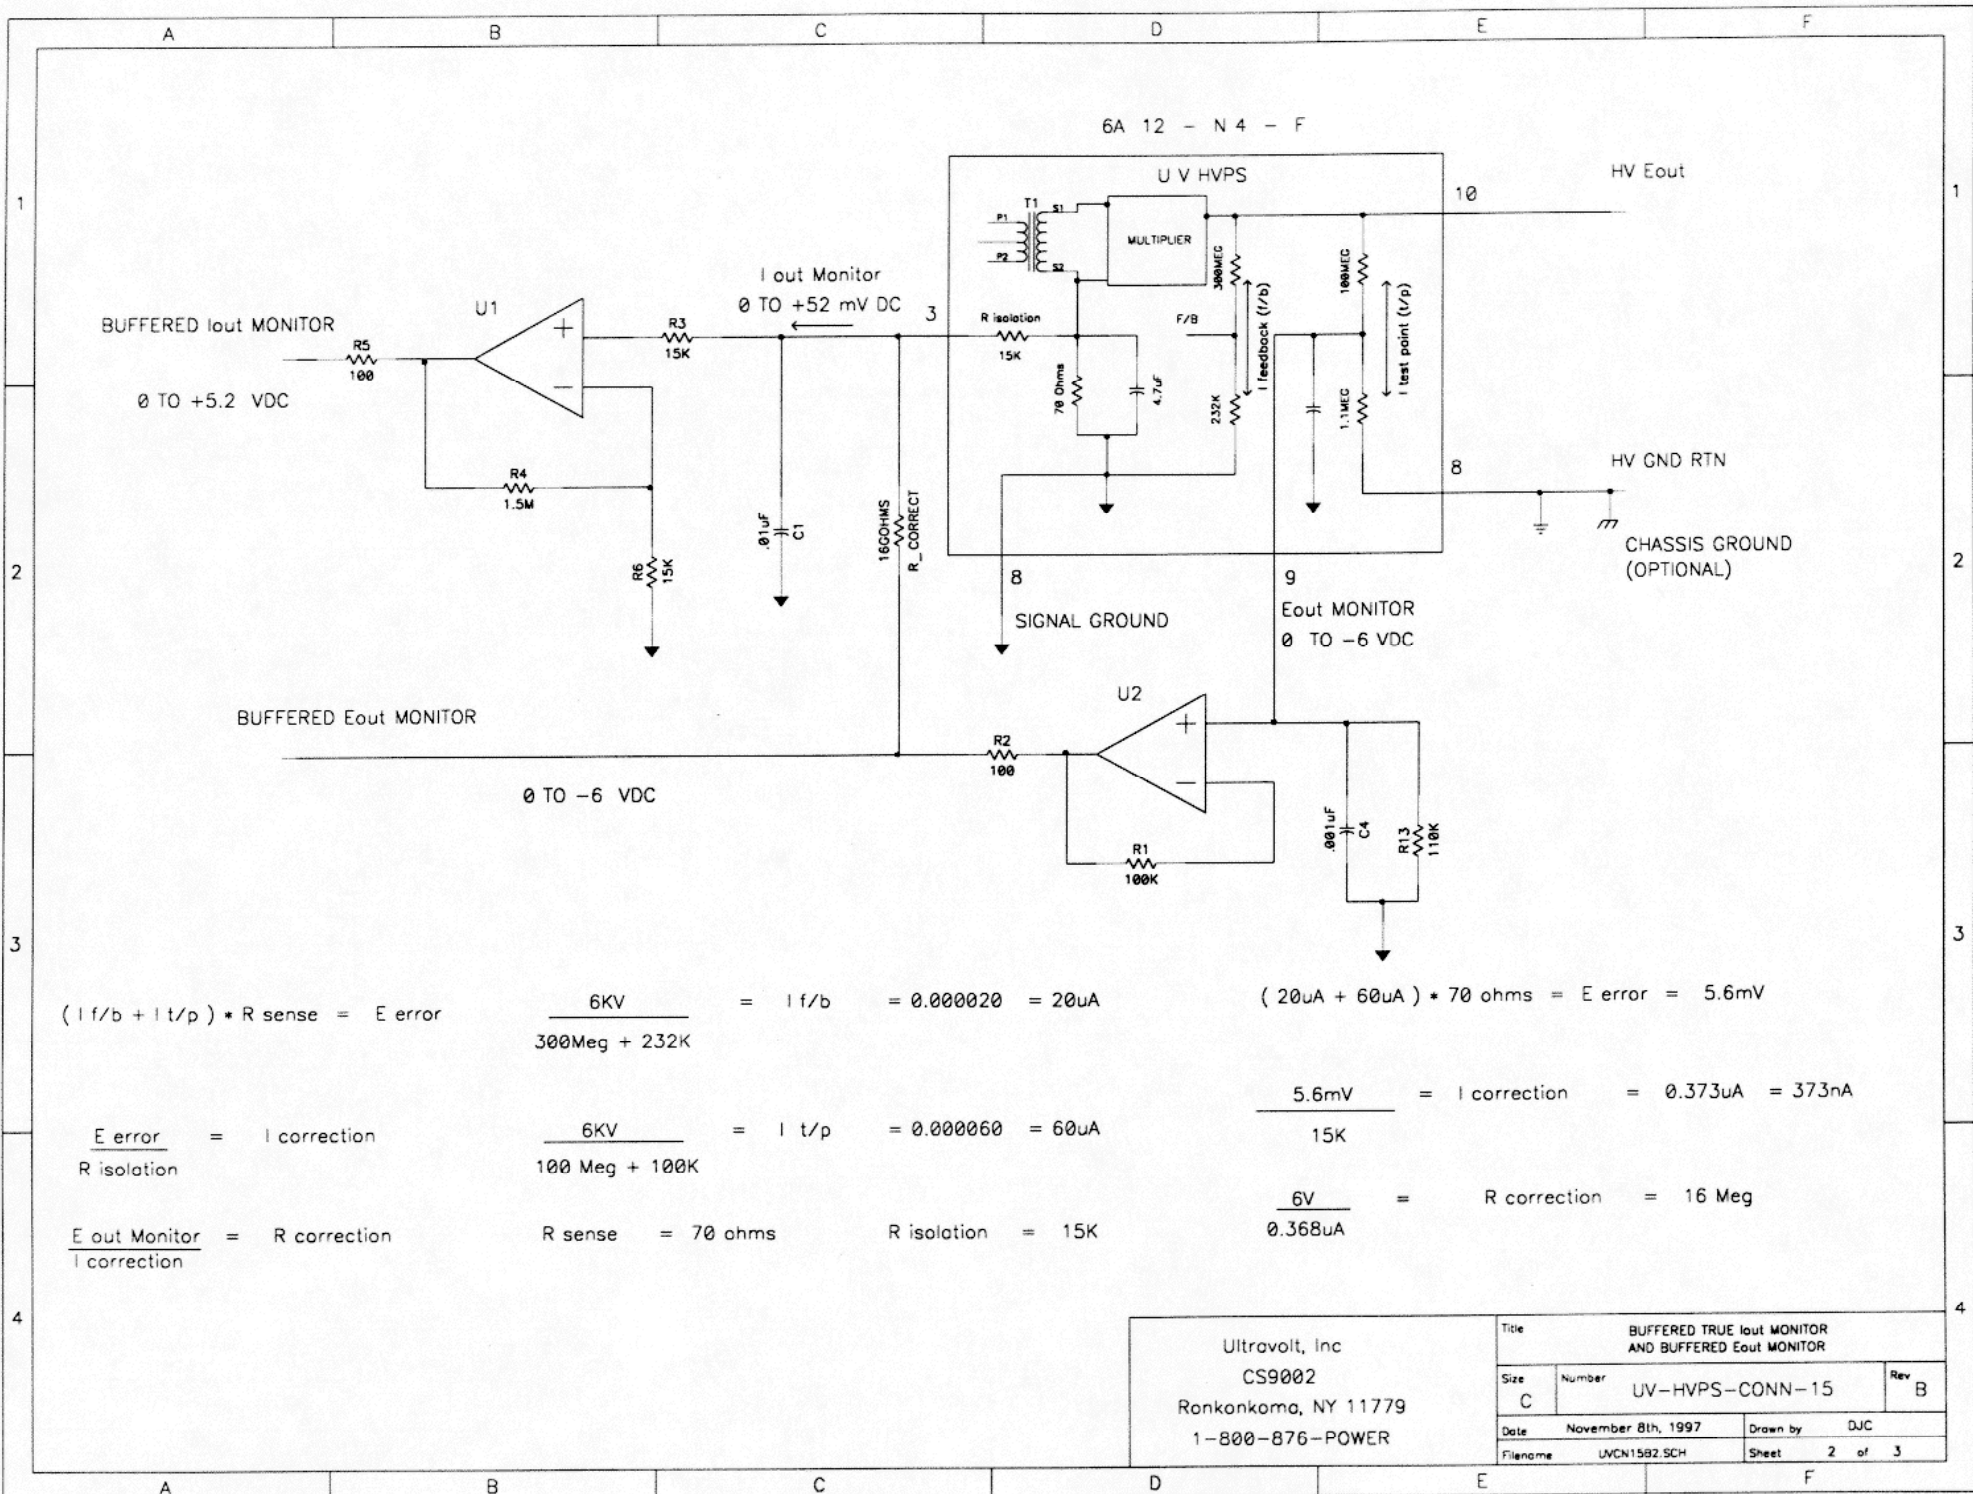 A B C D E F
6A 12 - N 4 - F
U V HVPS
HV Eout
10
1
1
T1
P1
S1
P2
S2
MULTIPLIER
300MEG
100MEG
I feedback (f/b)
I test point (t/p)
I out Monitor
0 TO +52 mV DC
3
R isolation
15K
F/B
U1
+
−
R3
15K
BUFFERED Iout MONITOR
R5
100
0 TO +5.2 VDC
70 Ohms
4.7uF
232K
1.1MEG
R4
1.5M
8
HV GND RTN
.01uF
C1
16GOHMS
R_CORRECT
R6
15K
CHASSIS GROUND
(OPTIONAL)
2
2
8
9
SIGNAL GROUND
Eout MONITOR
0 TO -6 VDC
U2
+
−
BUFFERED Eout MONITOR
R2
100
0 TO -6 VDC
R1
100K
.001uF
C4
R13
110K
3
3
( I f/b + I t/p ) * R sense = E error
6KV = I f/b = 0.000020 = 20uA
300Meg + 232K
( 20uA + 60uA ) * 70 ohms = E error = 5.6mV
5.6mV = I correction = 0.373uA = 373nA
15K
E error = I correction
R isolation
6KV = I t/p = 0.000060 = 60uA
100 Meg + 100K
6V = R correction = 16 Meg
0.368uA
E out Monitor = R correction
I correction
R sense = 70 ohms R isolation = 15K
4
4
Ultravolt, Inc
CS9002
Ronkonkoma, NY 11779
1-800-876-POWER
Title BUFFERED TRUE Iout MONITOR
AND BUFFERED Eout MONITOR
Size C
Number UV-HVPS-CONN-15
Rev B
Date November 8th, 1997
Drawn by DJC
Filename UVCN15B2.SCH
Sheet 2 of 3
A B C D E F